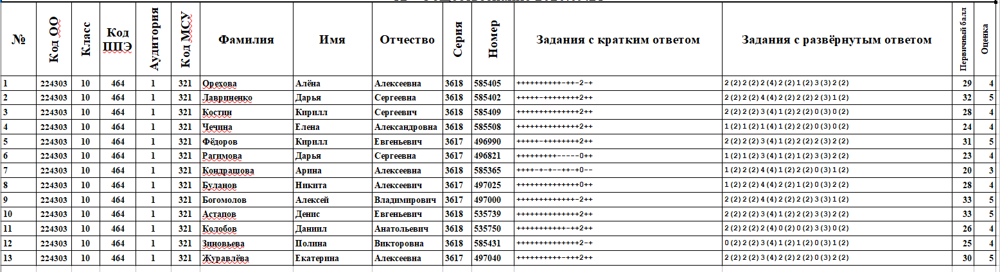 № Код ОО Класс Код ППЭ Аудитория Код МСУ Фамилия Имя Отчество Серия Номер Задания с кратким ответом Задания с развёрнутым ответом Первичный балл Оценка
1 224303 10 464 1 321 Орехова Алёна Алексеевна 3618 585405 ++++++++++-++-2-+ 2(2)2(2)2(4)2(2)1(2)3(3)2(2) 29 4
2 224303 10 464 1 321 Лавриненко Дарья Сергеевна 3618 585402 +++++-++++++++2++ 2(2)2(2)4(4)2(2)2(2)2(3)1(2) 32 5
3 224303 10 464 1 321 Костин Кирилл Сергеевич 3618 585409 ++++++++++++++2++ 2(2)2(2)3(4)1(2)2(2)0(3)0(2) 28 4
4 224303 10 464 1 321 Чечина Елена Александровна 3618 585508 ++++++++++++++2++ 1(2)1(2)1(4)1(2)2(2)0(3)0(2) 24 4
5 224303 10 464 1 321 Фёдоров Кирилл Евгеньевич 3617 496990 +++++-++++++++2++ 2(2)2(2)3(4)1(2)2(2)3(3)2(2) 31 5
6 224303 10 464 1 321 Рагимова Дарья Сергеевна 3617 496821 +++++++++-----0++ 1(2)1(2)3(4)1(2)1(2)3(3)2(2) 23 4
7 224303 10 464 1 321 Кондрашова Арина Алексеевна 3618 585365 ++++-+-+--++-+0-- 1(2)2(2)4(4)1(2)2(2)0(3)1(2) 20 3
8 224303 10 464 1 321 Буланов Никита Алексеевич 3617 497025 ++++++++++++++0++ 1(2)2(2)4(4)2(2)1(2)0(3)2(2) 28 4
9 224303 10 464 1 321 Богомолов Алексей Владимирович 3617 497000 ++++++++++++++2++ 2(2)2(2)4(4)2(2)2(2)3(3)0(2) 33 5
10 224303 10 464 1 321 Астапов Денис Евгеньевич 3618 535739 ++++++++++++++2++ 2(2)2(2)3(4)1(2)2(2)3(3)2(2) 33 5
11 224303 10 464 1 321 Колобов Даниил Анатольевич 3618 535750 +++++++++++-++2++ 2(2)2(2)2(4)0(2)0(2)3(3)0(2) 26 4
12 224303 10 464 1 321 Зиновьева Полина Викторовна 3618 585431 ++++++++++++++2-+ 0(2)2(2)3(4)1(2)1(2)0(3)1(2) 25 4
13 224303 10 464 1 321 Журавлёва Екатерина Алексеевна 3617 497040 ++++++++++-+++2++ 2(2)2(2)3(4)2(2)2(2)0(3)2(2) 30 5